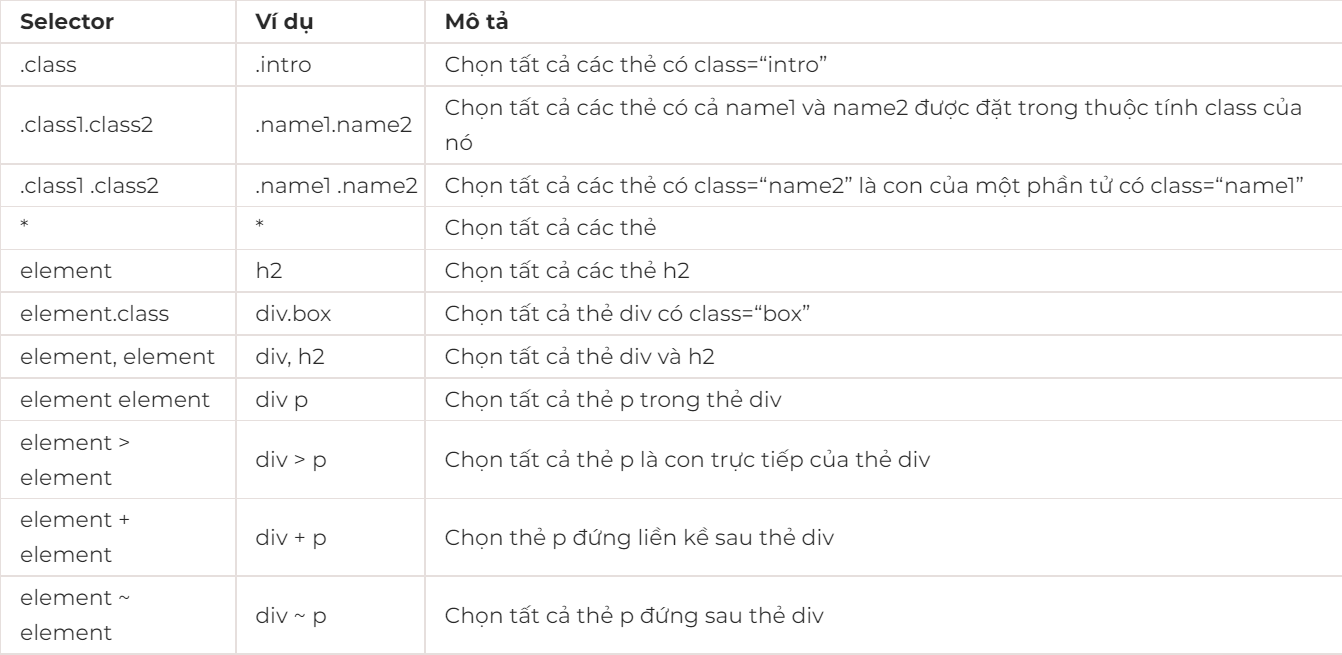 Selector Ví dụ Mô tả
.class .intro Chọn tất cả các thẻ có class=“intro”
.class1.class2 .name1.name2 Chọn tất cả các thẻ có cả name1 và name2 được đặt trong thuộc tính class của
nó
.class1 .class2 .name1 .name2 Chọn tất cả các thẻ có class=“name2” là con của một phần tử có class=“name1”
* * Chọn tất cả các thẻ
element h2 Chọn tất cả các thẻ h2
element.class div.box Chọn tất cả thẻ div có class=“box”
element, element div, h2 Chọn tất cả thẻ div và h2
element element div p Chọn tất cả thẻ p trong thẻ div
element >
element div > p Chọn tất cả thẻ p là con trực tiếp của thẻ div
element +
element div + p Chọn thẻ p đứng liền kề sau thẻ div
element ~
element div ~ p Chọn tất cả thẻ p đứng sau thẻ div